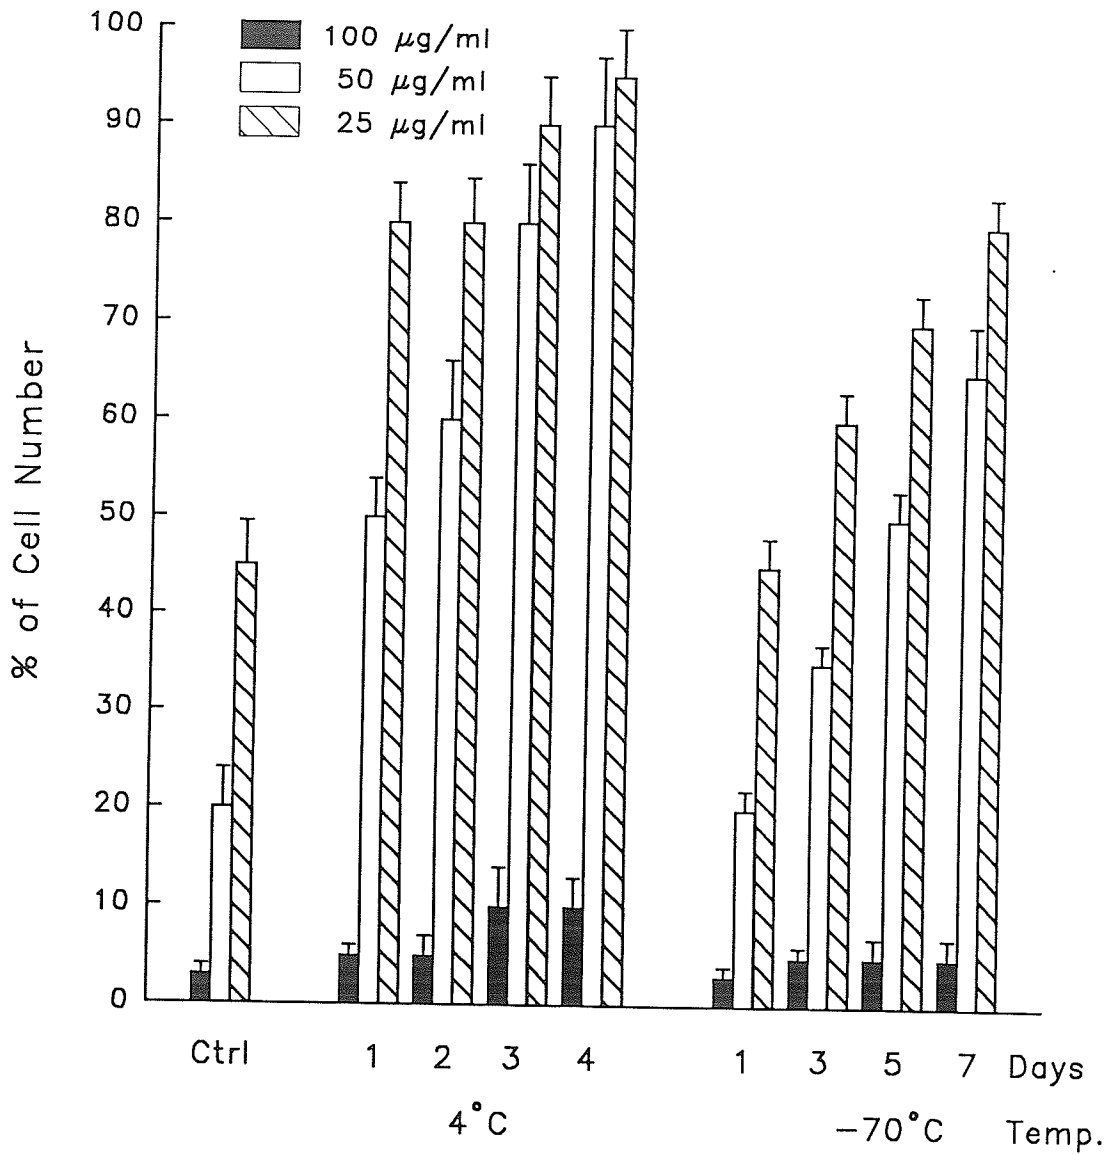 100 μg/ml
50 μg/ml
25 μg/ml
% of Cell Number
100
90
80
70
60
50
40
30
20
10
0
Ctrl 1 2 3 4 1 3 5 7 Days
4°C −70°C Temp.